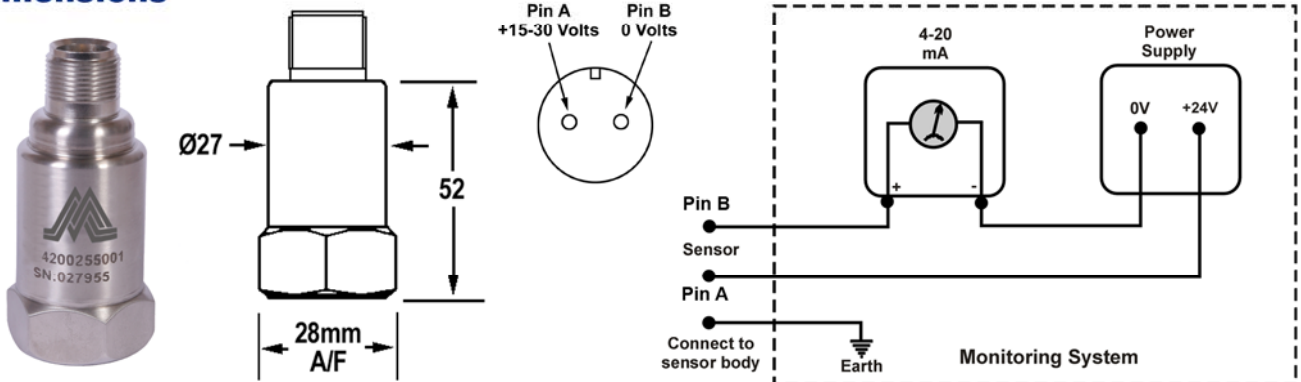 4200255001
SN.027955
Ø27
52
28mm
A/F
Pin A
+15-30 Volts
Pin B
0 Volts
4-20
mA
Power
Supply
0V
+24V
+
-
Pin B
Sensor
Pin A
Connect to
sensor body
Earth
Monitoring System